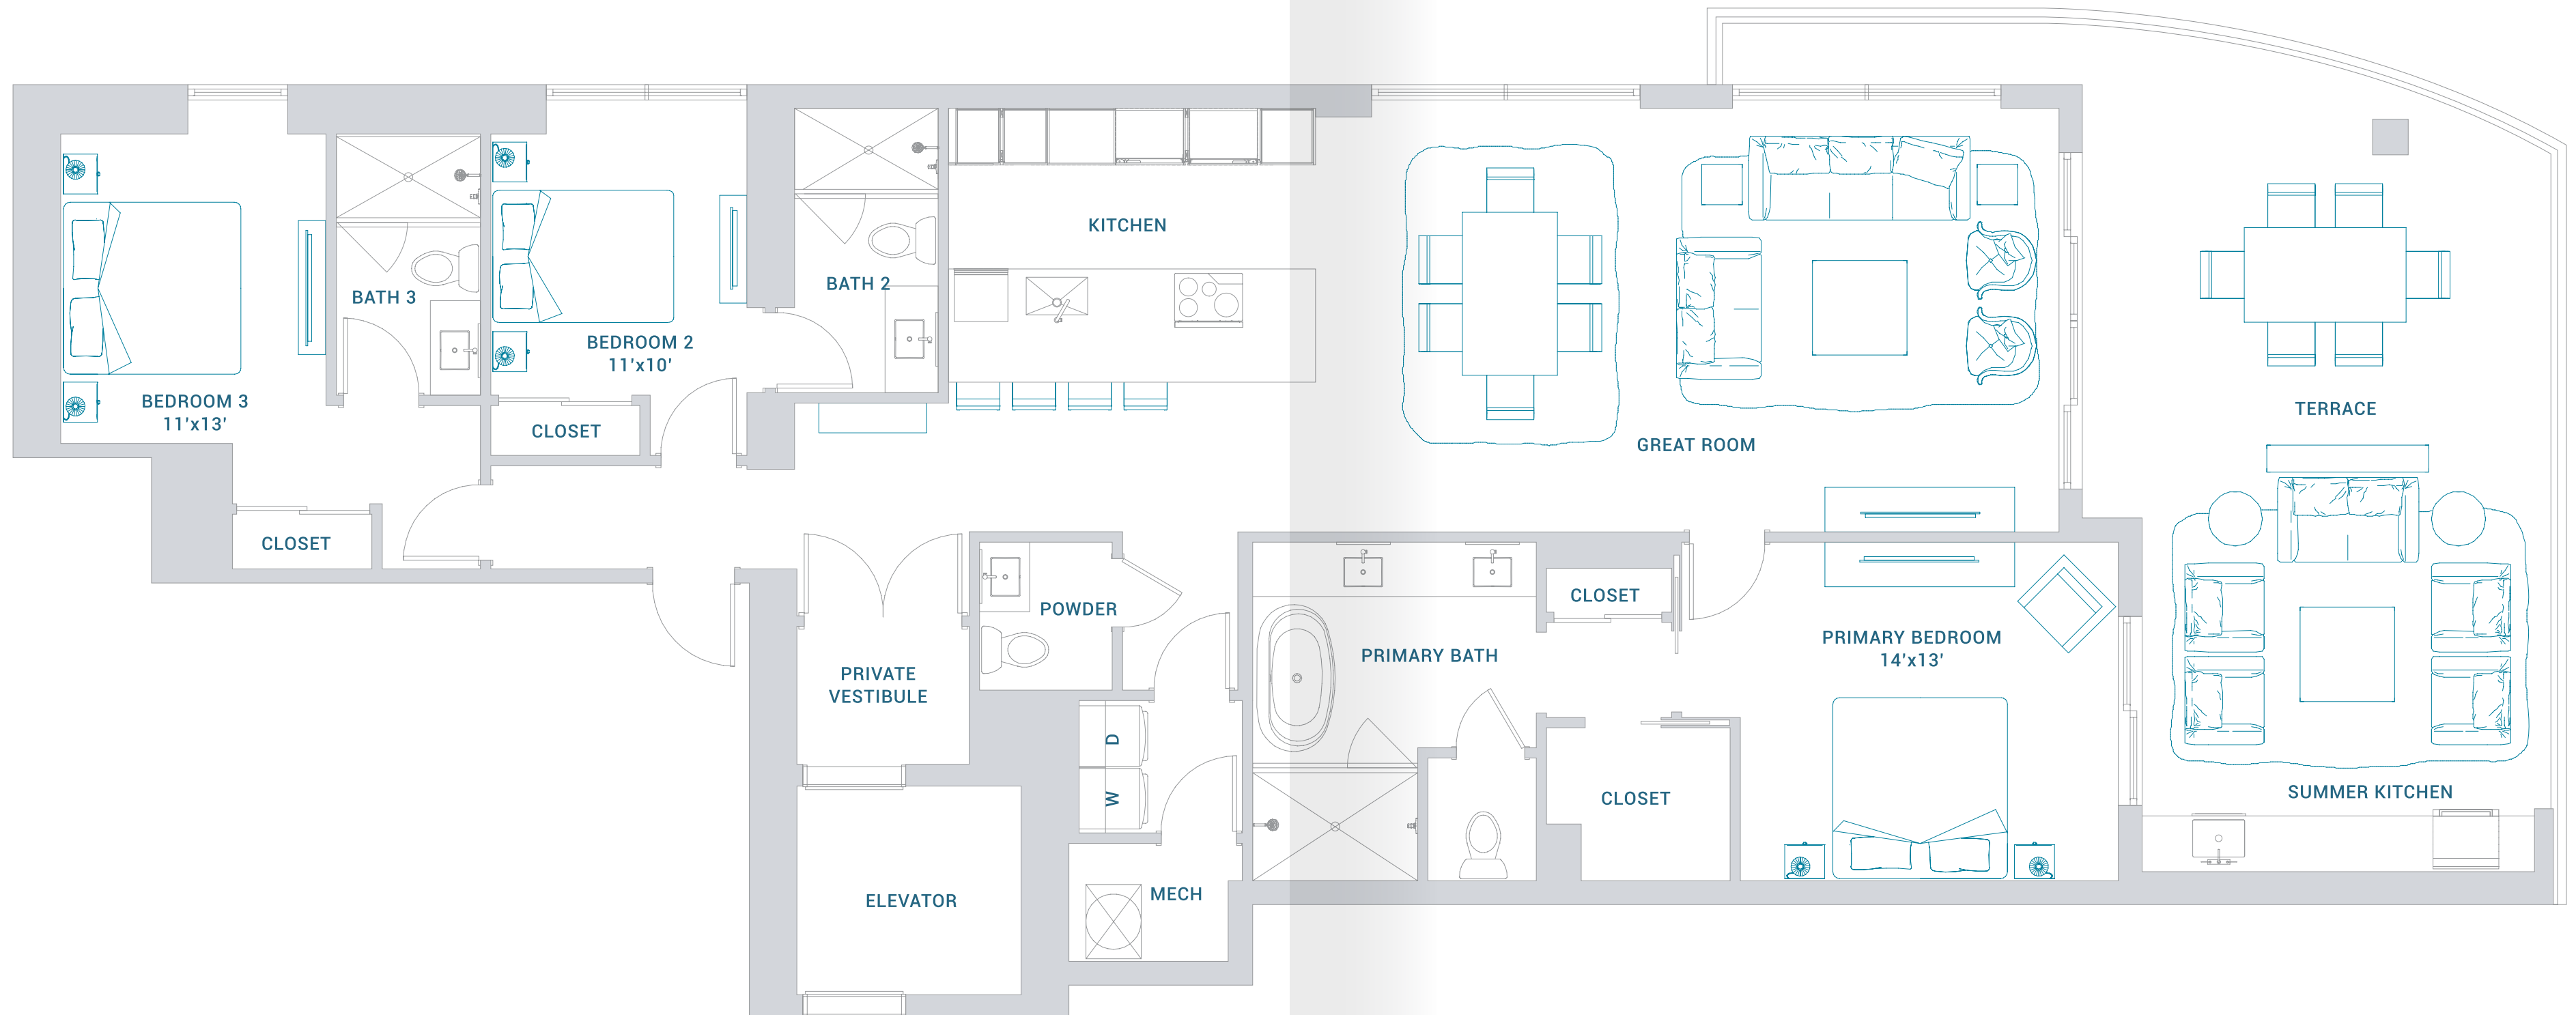 KITCHEN
BATH 3
BATH 2
BEDROOM 2
11'x10'
BEDROOM 3
11'x13'
CLOSET
TERRACE
GREAT ROOM
CLOSET
CLOSET
POWDER
PRIMARY BATH
PRIMARY BEDROOM
14'x13'
PRIVATE
VESTIBULE
D
W
CLOSET
SUMMER KITCHEN
MECH
ELEVATOR